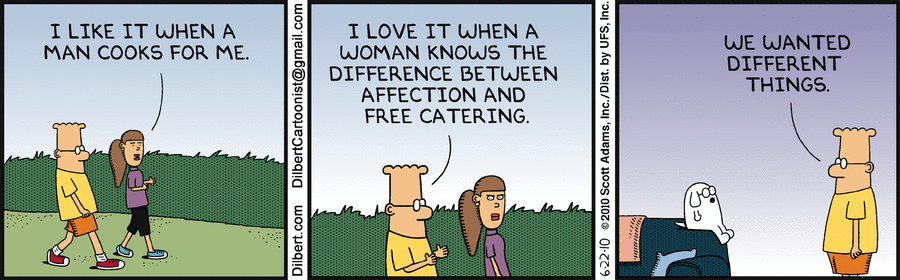 I LIKE IT WHEN A
MAN COOKS FOR ME.
Dilbert.com DilbertCartoonist@gmail.com
I LOVE IT WHEN A
WOMAN KNOWS THE
DIFFERENCE BETWEEN
AFFECTION AND
FREE CATERING.
6-22-10 © 2010 Scott Adams, Inc./Dist. by UFS, Inc.
WE WANTED
DIFFERENT
THINGS.